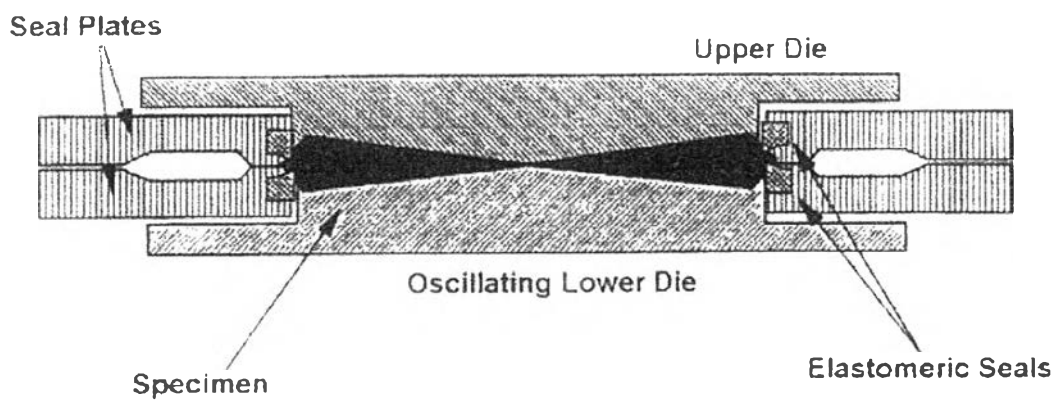 Seal Plates
Upper Die
Oscillating Lower Die
Specimen
Elastomeric Seals